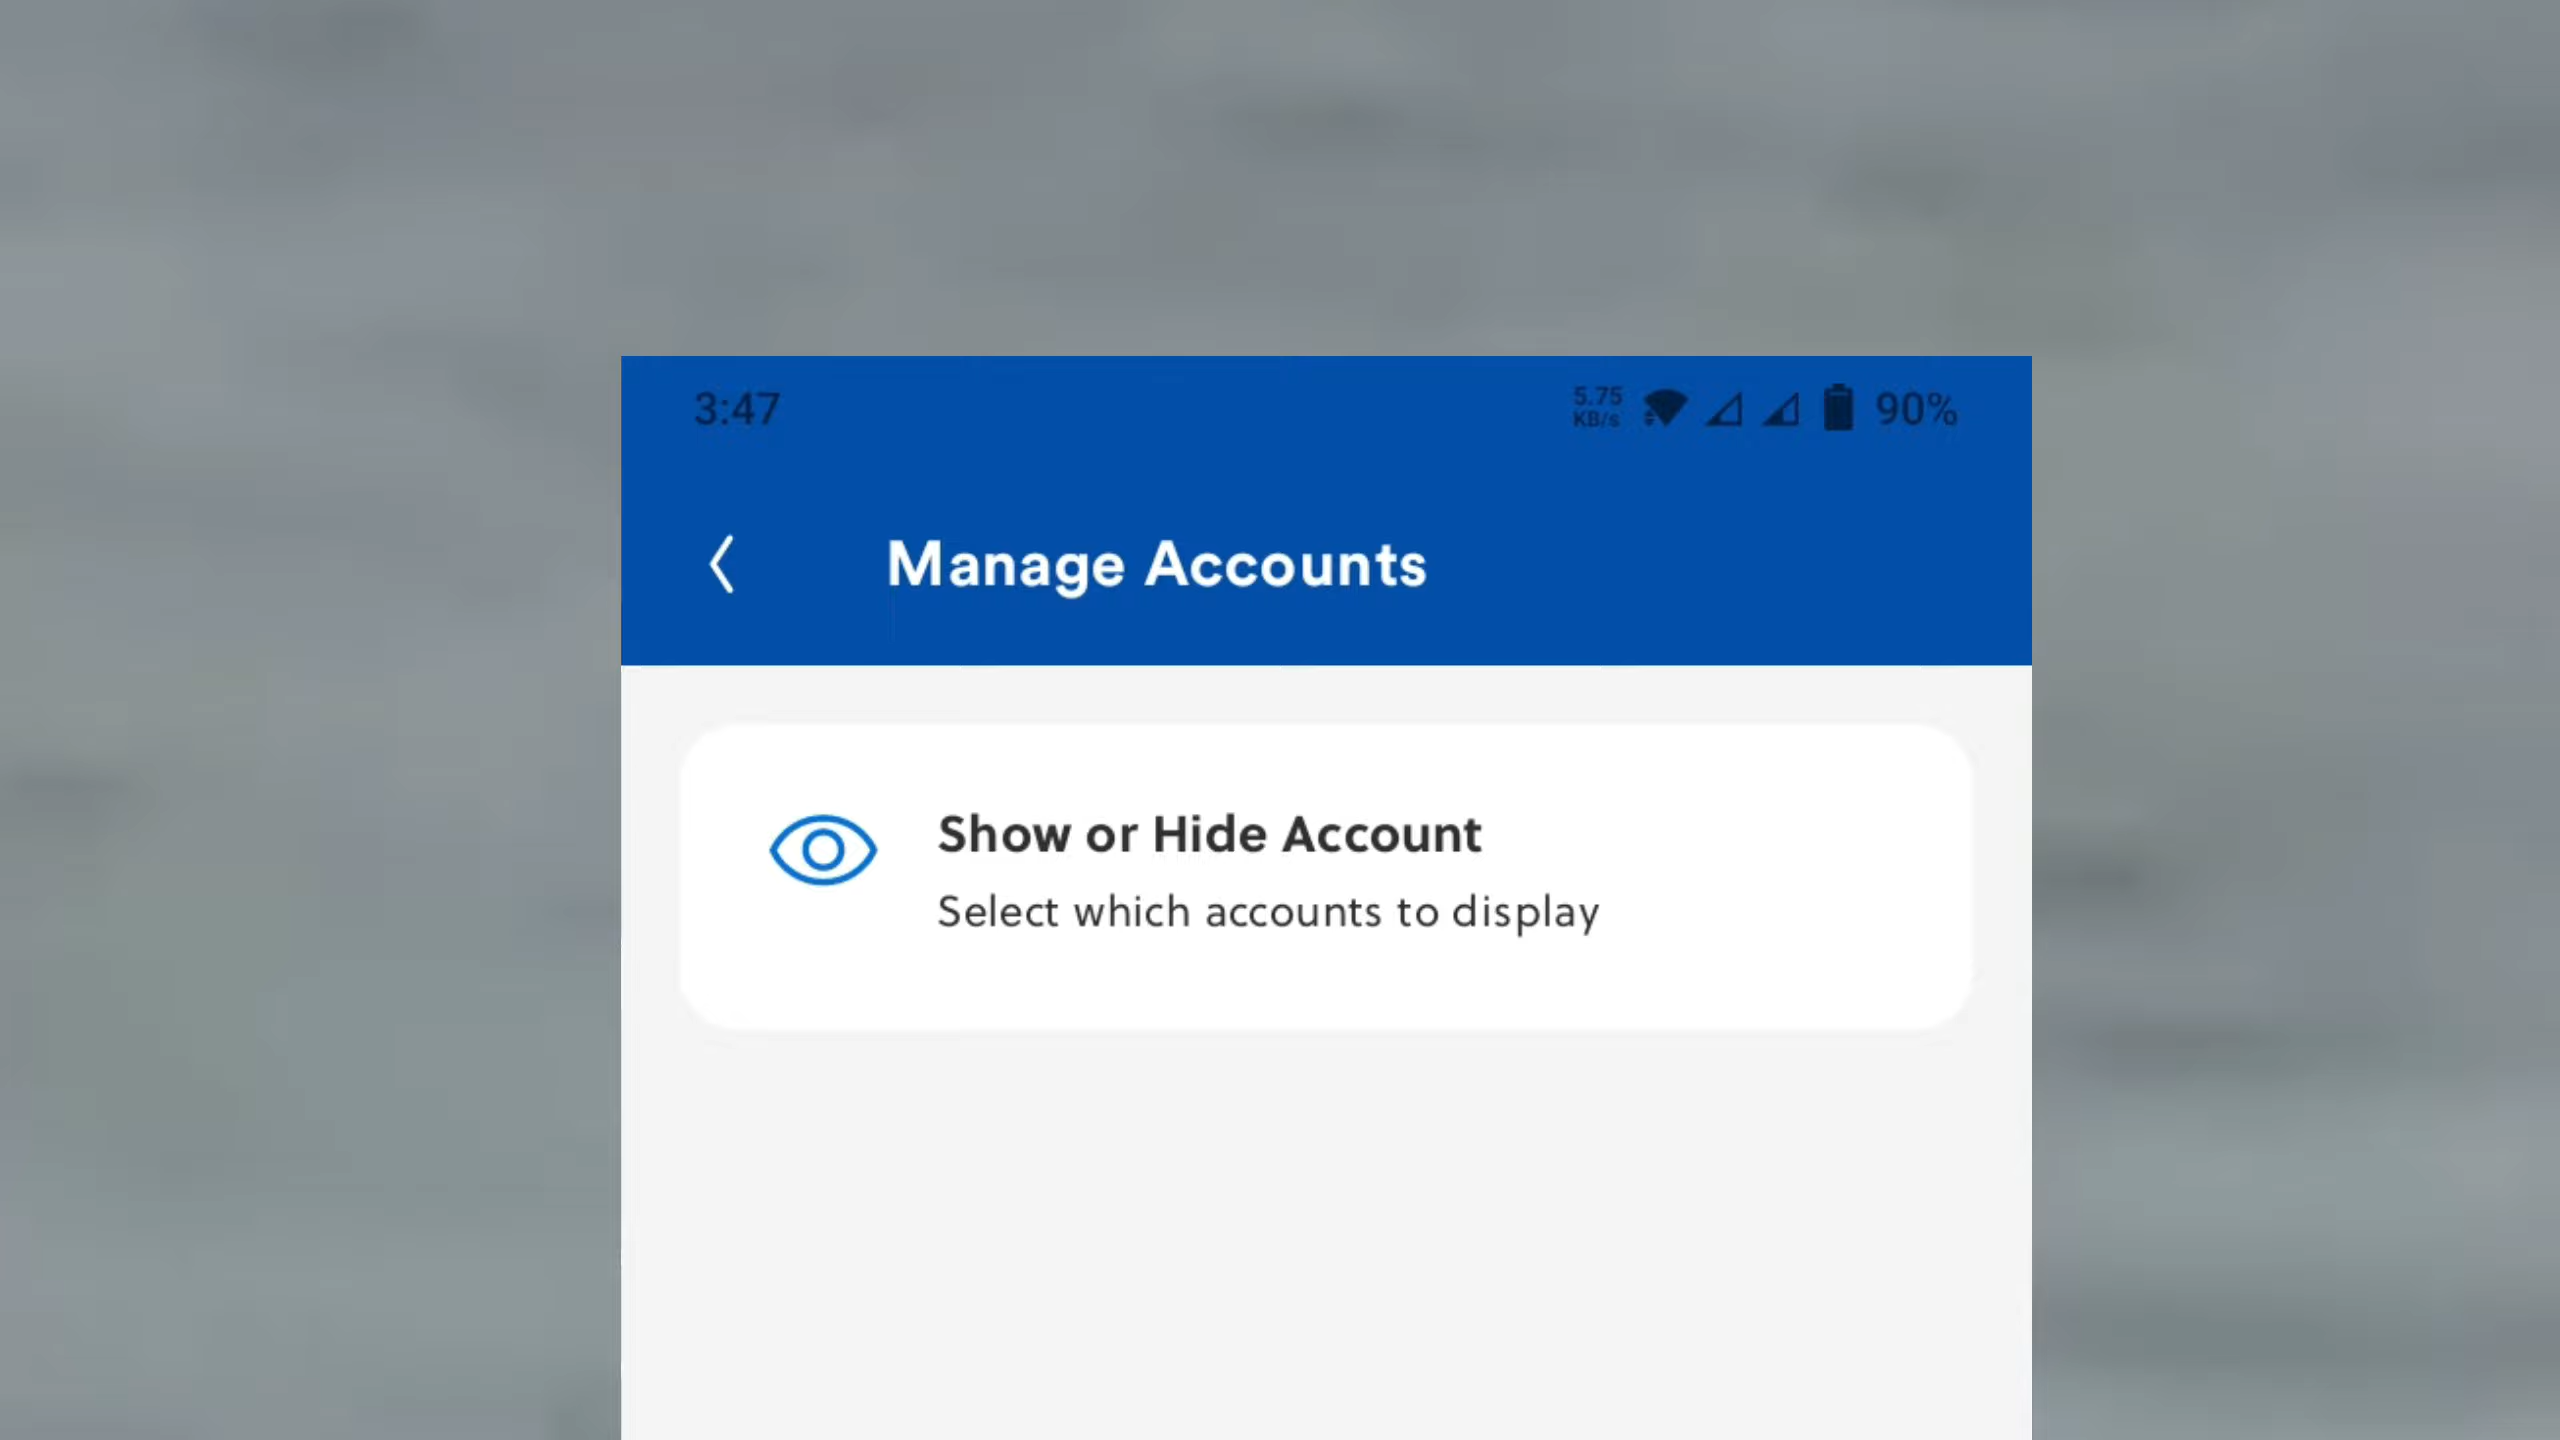 3:47
5.75
KB/s
90%
Manage Accounts
Show or Hide Account
Select which accounts to display